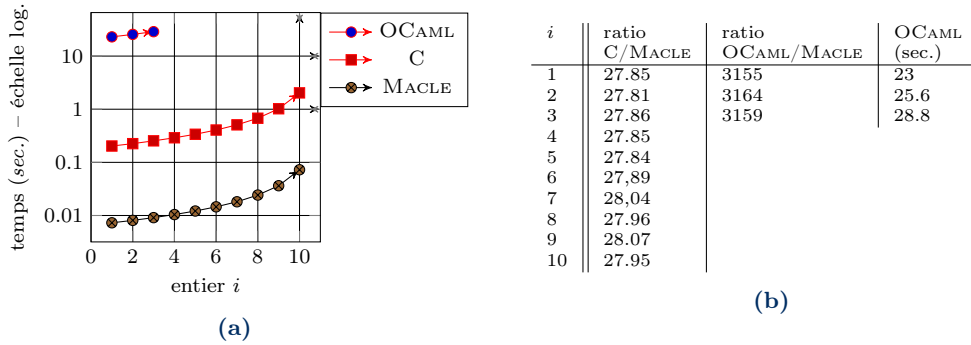 temps (sec.) – échelle log.
10
1
0.1
0.01
0 2 4 6 8 10
entier i
OCAML
C
MACLE
(a)
i ratio C/MACLE ratio OCAML/MACLE OCAML (sec.)
1 27.85 3155 23
2 27.81 3164 25.6
3 27.86 3159 28.8
4 27.85
5 27.84
6 27,89
7 28,04
8 27.96
9 28.07
10 27.95
(b)